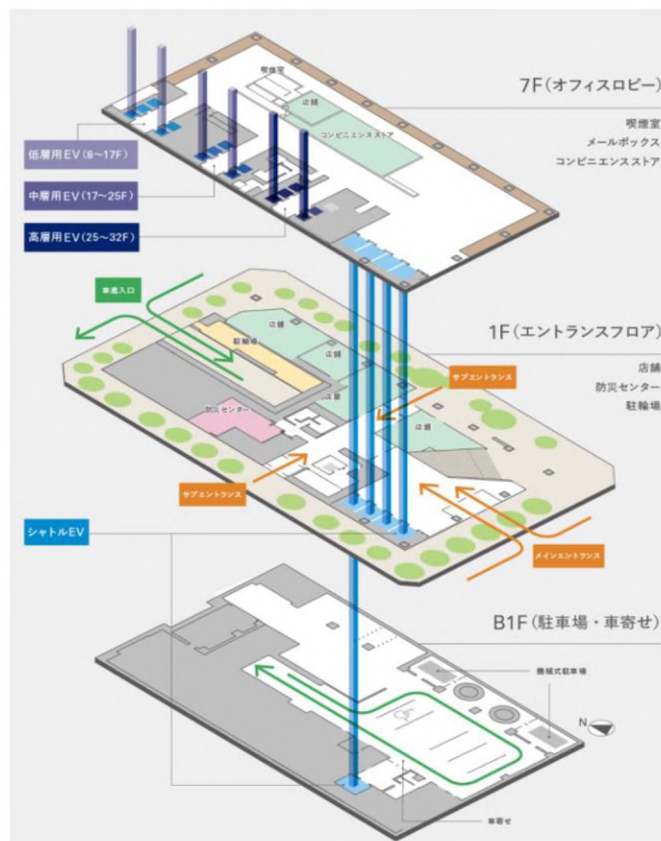 7F(オフィスロビー)
喫煙室
メールボックス
コンビニエンスストア
喫煙室
店舗
コンビニエンスストア
低層用EV(8〜17F)
中層用EV(17〜25F)
高層用EV(25〜32F)
1F(エントランスフロア)
店舗
防災センター
駐輪場
車進入口
店舗
駐輪場
店舗
サブエントランス
店舗
防災センター
店舗
サブエントランス
シャトルEV
メインエントランス
B1F(駐車場・車寄せ)
機械式駐車場
N
車寄せ